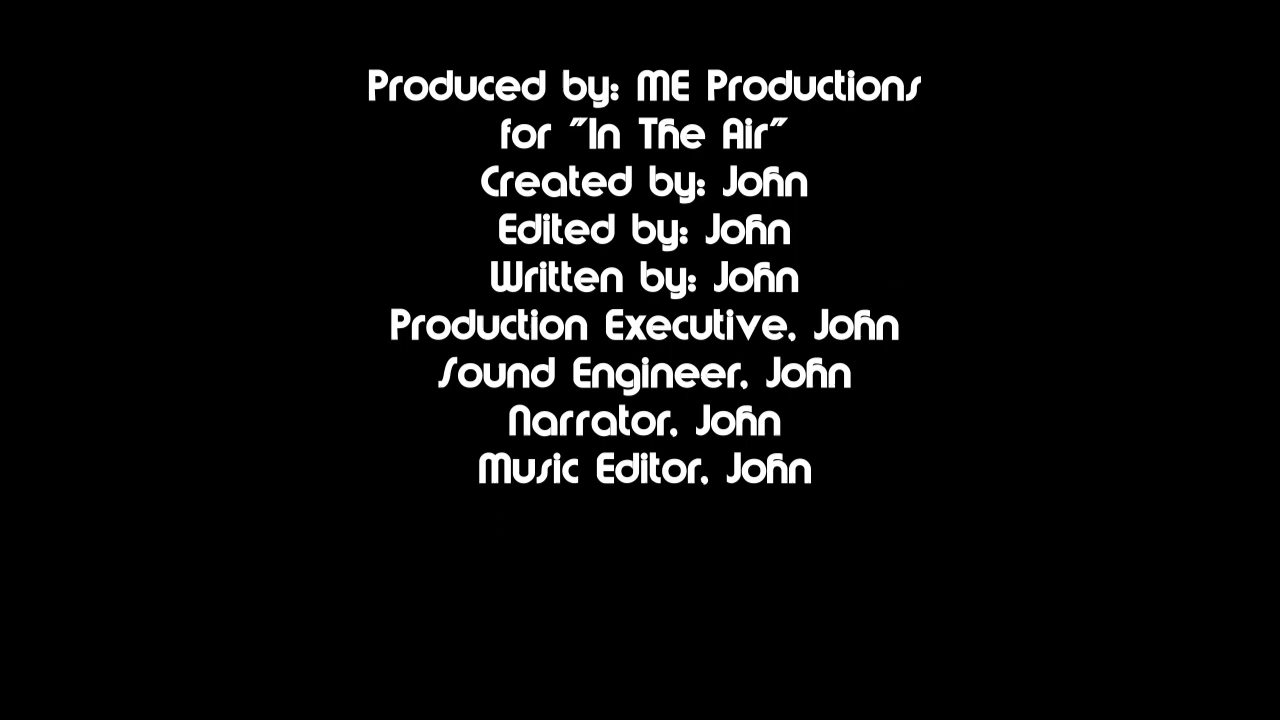 Produced by: ME Productions
for "In The Air"
Created by: John
Edited by: John
Written by: John
Production Executive, John
Sound Engineer, John
Narrator, John
Music Editor, John